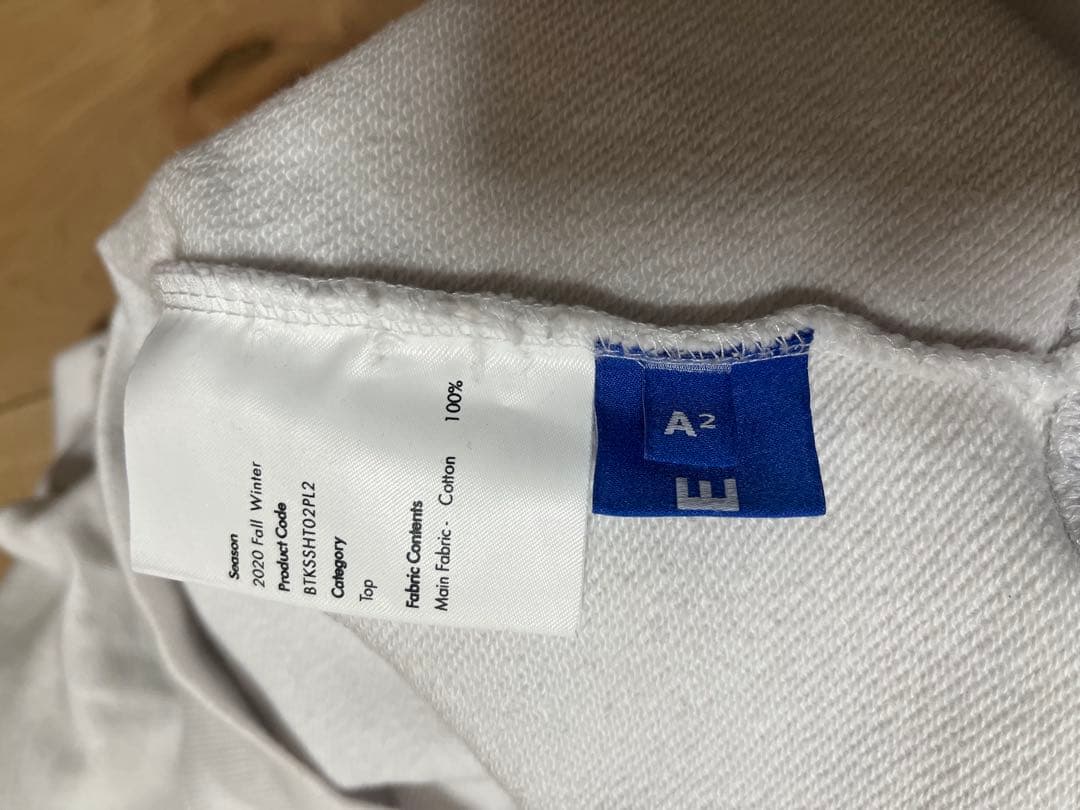 Season
2020 Fall Winter
Product Code
BTKSSHT02PL2
Category
Top
Fabric Contents
Main Fabric - Cotton 100%
A2
E